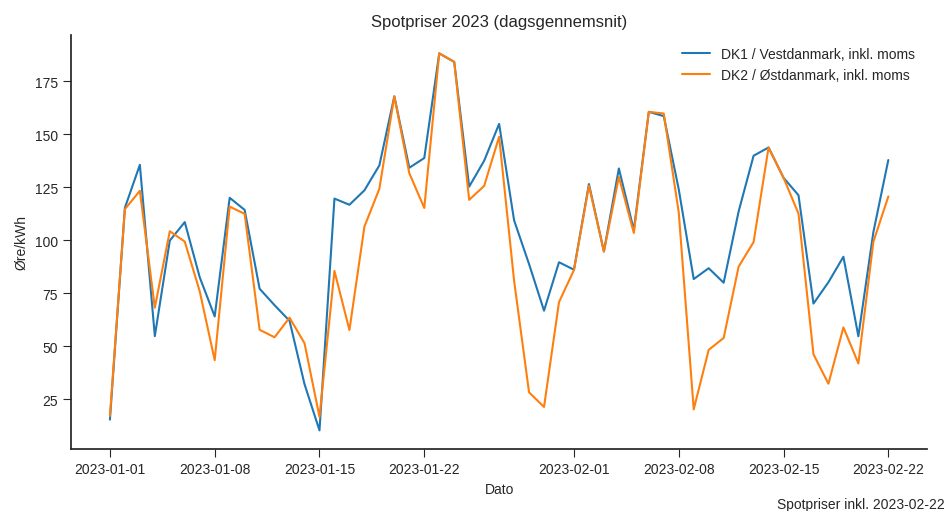 Spotpriser 2023 (dagsgennemsnit)
DK1 / Vestdanmark, inkl. moms
DK2 / Østdanmark, inkl. moms
Øre/kWh
175
150
125
100
75
50
25
2023-01-01 2023-01-08 2023-01-15 2023-01-22 2023-02-01 2023-02-08 2023-02-15 2023-02-22
Dato
Spotpriser inkl. 2023-02-22